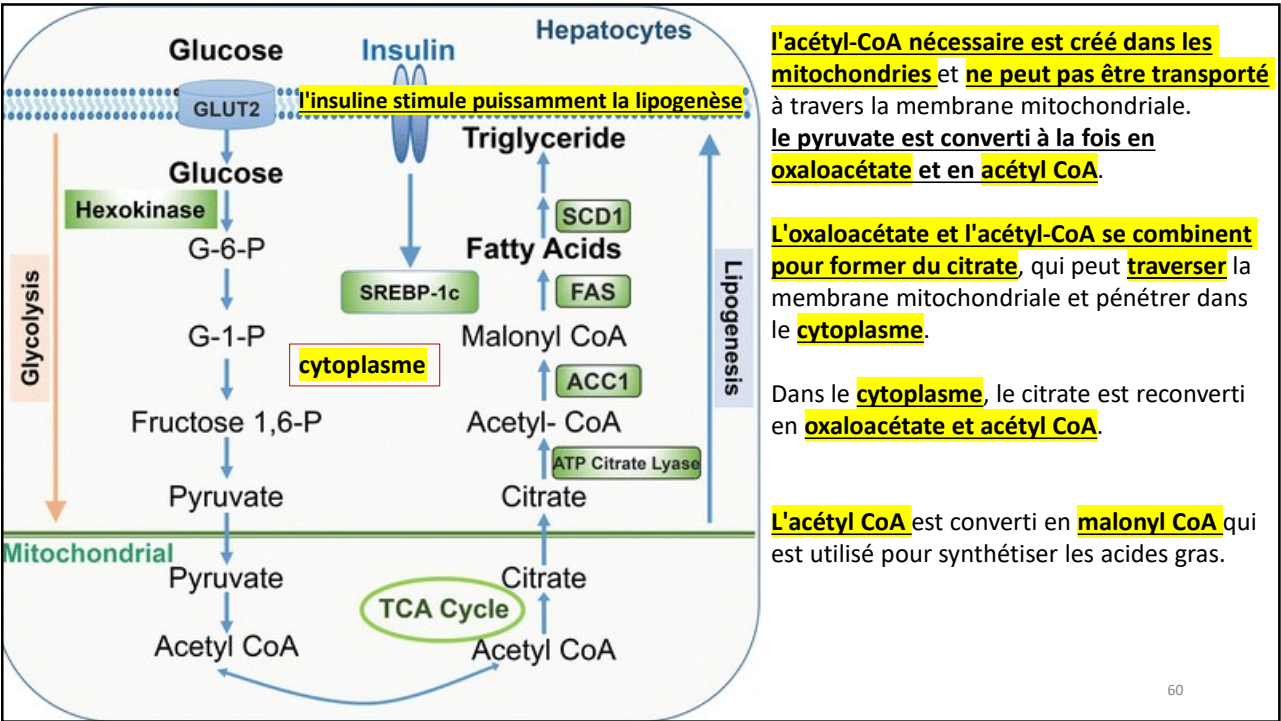 Hepatocytes
Glucose
Insulin
GLUT2
l'insuline stimule puissamment la lipogenèse
Glucose
Hexokinase
G-6-P
G-1-P
Fructose 1,6-P
Pyruvate
Glycolysis
SREBP-1c
cytoplasme
Triglyceride
SCD1
Fatty Acids
FAS
Malonyl CoA
ACC1
Acetyl- CoA
ATP Citrate Lyase
Citrate
Lipogenesis
Mitochondrial
Pyruvate
Acetyl CoA
TCA Cycle
Citrate
Acetyl CoA
l'acétyl-CoA nécessaire est créé dans les
mitochondries et ne peut pas être transporté
à travers la membrane mitochondriale.
le pyruvate est converti à la fois en
oxaloacétate et en acétyl CoA.
L'oxaloacétate et l'acétyl-CoA se combinent
pour former du citrate, qui peut traverser la
membrane mitochondriale et pénétrer dans
le cytoplasme.
Dans le cytoplasme, le citrate est reconverti
en oxaloacétate et acétyl CoA.
L'acétyl CoA est converti en malonyl CoA qui
est utilisé pour synthétiser les acides gras.
60